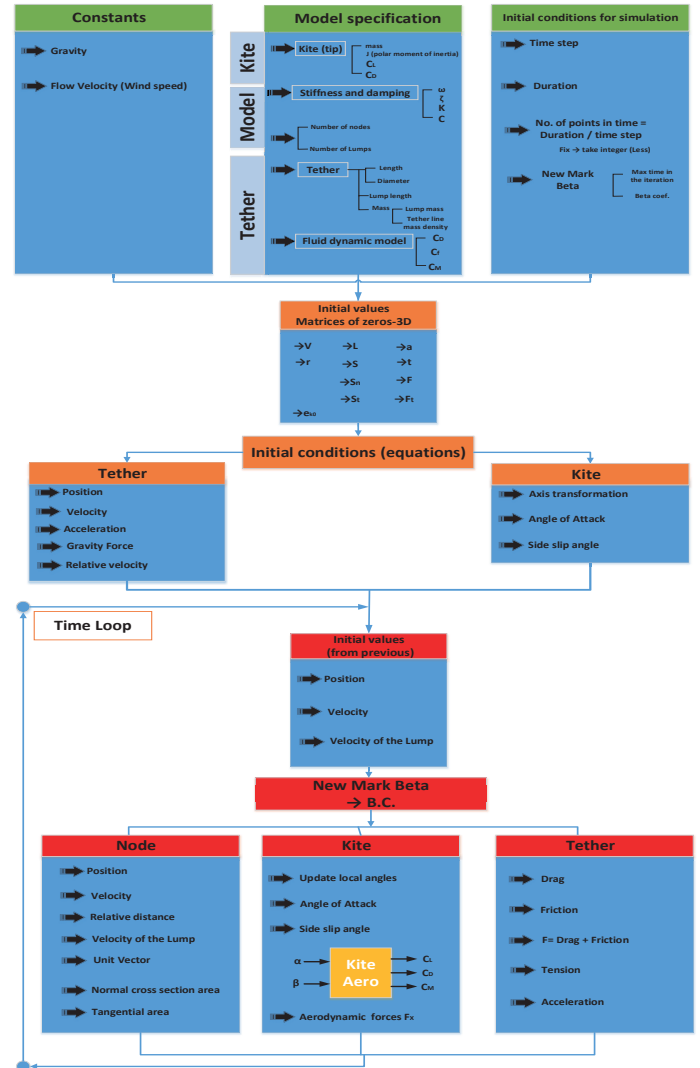 Constants
Gravity
Flow Velocity (Wind speed)
Model specification
Kite
Model
Tether
Kite (tip)
mass
J (polar moment of inertia)
CL
CD
Stiffness and damping
ω
ζ
K
C
Number of nodes
Number of Lumps
Tether
Length
Diameter
Lump length
Mass
Lump mass
Tether line
mass density
Fluid dynamic model
CD
Cf
CM
Initial conditions for simulation
Time step
Duration
No. of points in time =
Duration / time step
Fix → take integer (Less)
New Mark
Beta
Max time in
the iteration
Beta coef.
Initial values
Matrices of zeros-3D
→V →L →a
→r →S →t
→Sn →F
→St →Ft
→es0
Initial conditions (equations)
Tether
Position
Velocity
Acceleration
Gravity Force
Relative velocity
Kite
Axis transformation
Angle of Attack
Side slip angle
Time Loop
Initial values
(from previous)
Position
Velocity
Velocity of the Lump
New Mark Beta
→ B.C.
Node
Position
Velocity
Relative distance
Velocity of the Lump
Unit Vector
Normal cross section area
Tangential area
Kite
Update local angles
Angle of Attack
Side slip angle
α
β
Kite
Aero
CL
CD
CM
Aerodynamic forces Fx
Tether
Drag
Friction
F= Drag + Friction
Tension
Acceleration